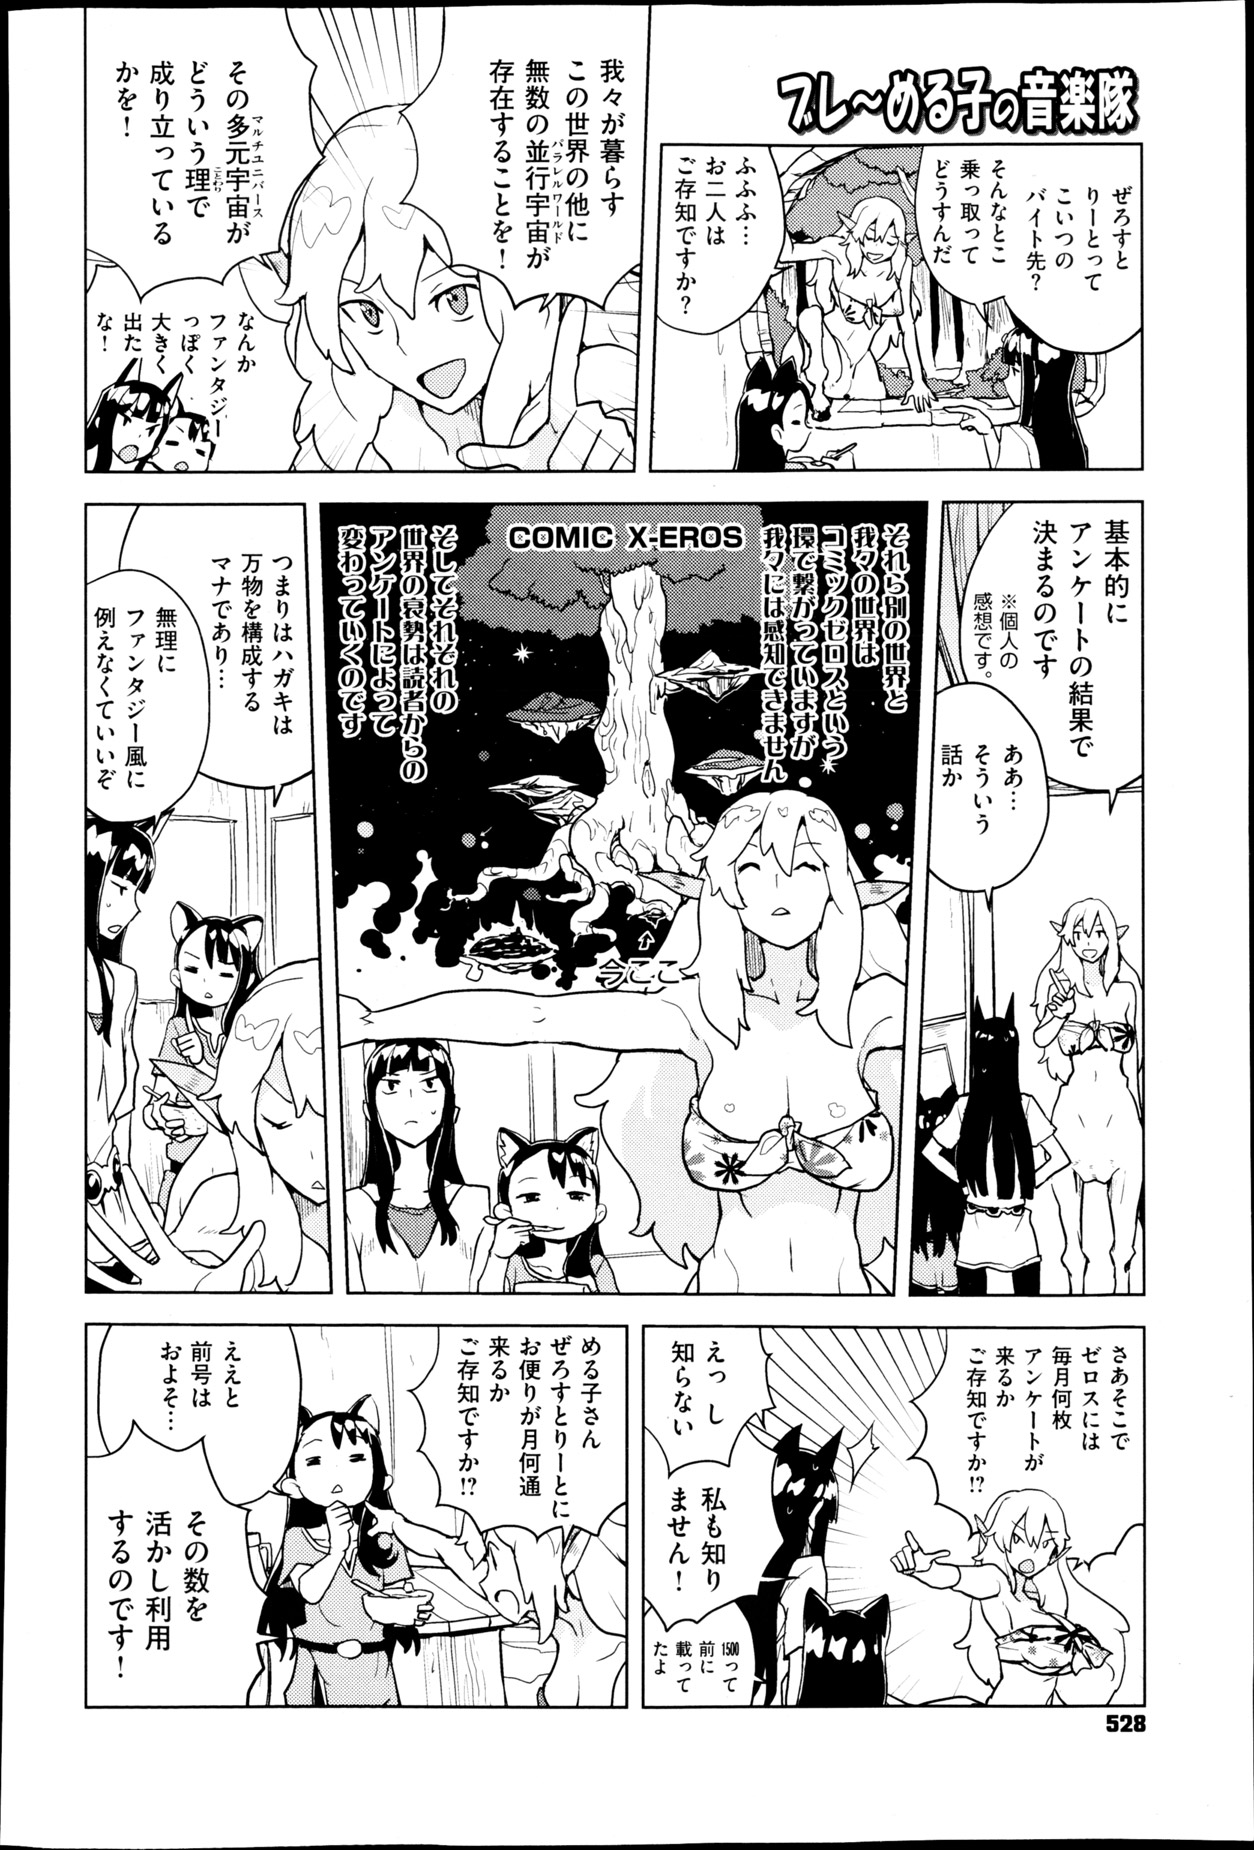 ブレ～める子の音楽隊
ぜろすと
りーとって
こいつの
バイト先?
そんなとこ
乗っ取って
どうすんだ
ふふふ…
お二人は
ご存知ですか?
我々が暮らす
この世界の他に
無数の並行宇宙が
パラレルワールド
存在することを!
その多元宇宙が
マルチユニバース
どういう理で
ことわり
成り立っている
かを!
なんか
ファンタジー
っぽく
大きく
出た
な!
基本的に
アンケートの結果で
決まるのです
※個人の
感想です。
ああ…
そういう
話か
COMIC X-EROS
それら別の世界と
我々の世界は
コミックゼロスという
環で繋がっていますが
我々には感知できません
そしてそれぞれの
世界の衰勢は読者からの
アンケートによって
変わっていくのです
今ここ
つまりはハガキは
万物を構成する
マナであり…
無理に
ファンタジー風に
例えなくていいぞ
さあそこで
ゼロスには
毎月何枚
アンケートが
来るか
ご存知ですか!?
えっ し
知らない
私も知り
ません!
1500って
前に
載って
たよ
める子さん
ぜろすとりーとに
お便りが月何通
来るか
ご存知ですか!?
ええと
前号は
およそ…
その数を
活かし利用
するのです!
528